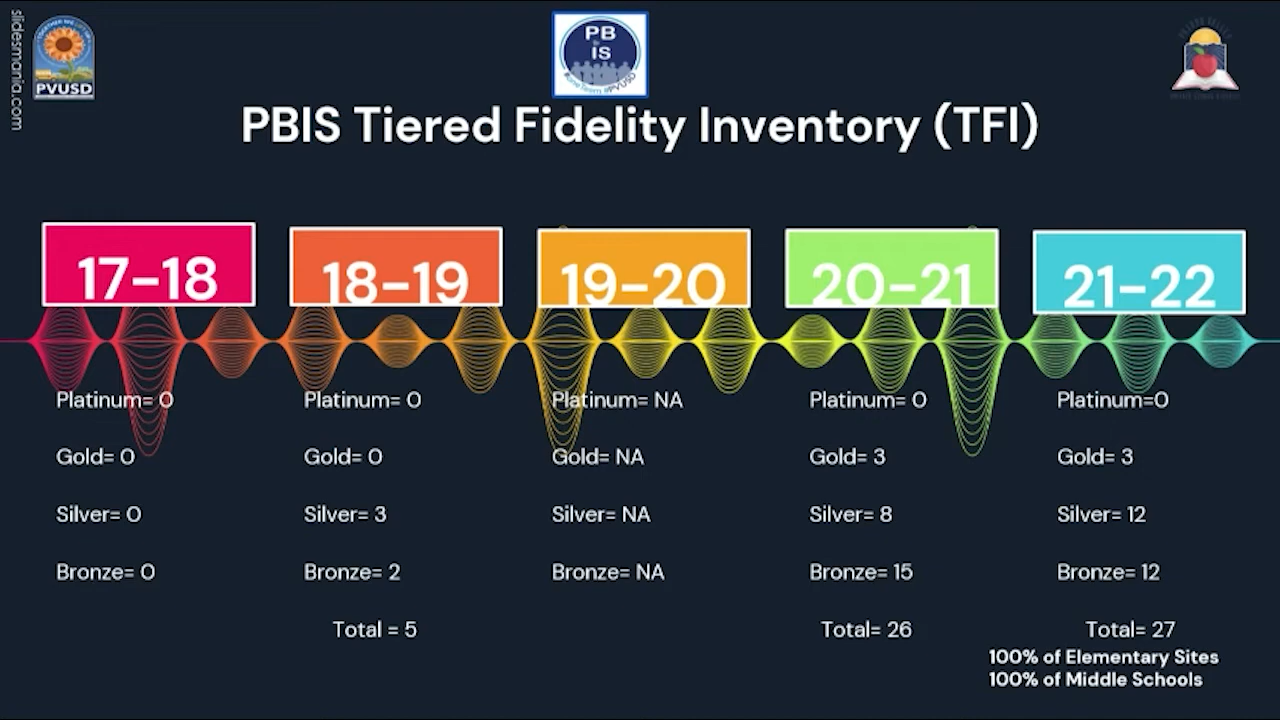 slidesmania.com
PVUSD
PB
IS
#OneTeam #PVUSD
PBIS Tiered Fidelity Inventory (TFI)
17-18
18-19
19-20
20-21
21-22
Platinum= 0
Gold= 0
Silver= 0
Bronze= 0
Platinum= 0
Gold= 0
Silver= 3
Bronze= 2
Total = 5
Platinum= NA
Gold= NA
Silver= NA
Bronze= NA
Platinum= 0
Gold= 3
Silver= 8
Bronze= 15
Total= 26
Platinum=0
Gold= 3
Silver= 12
Bronze= 12
Total= 27
100% of Elementary Sites
100% of Middle Schools